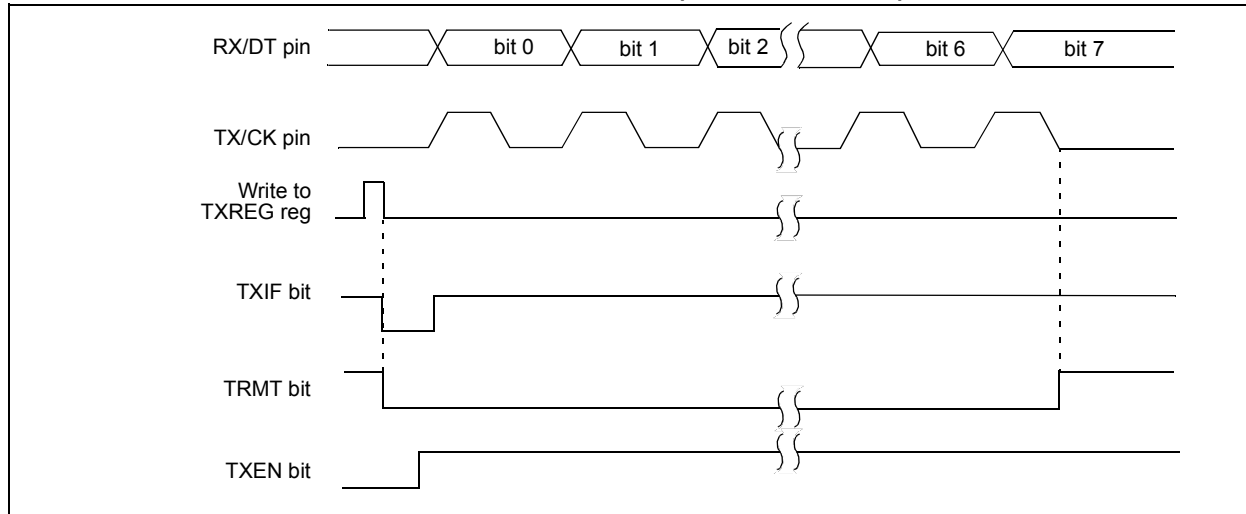 RX/DT pin
bit 0 bit 1 bit 2 bit 6 bit 7
TX/CK pin
Write to
TXREG reg
TXIF bit
TRMT bit
TXEN bit